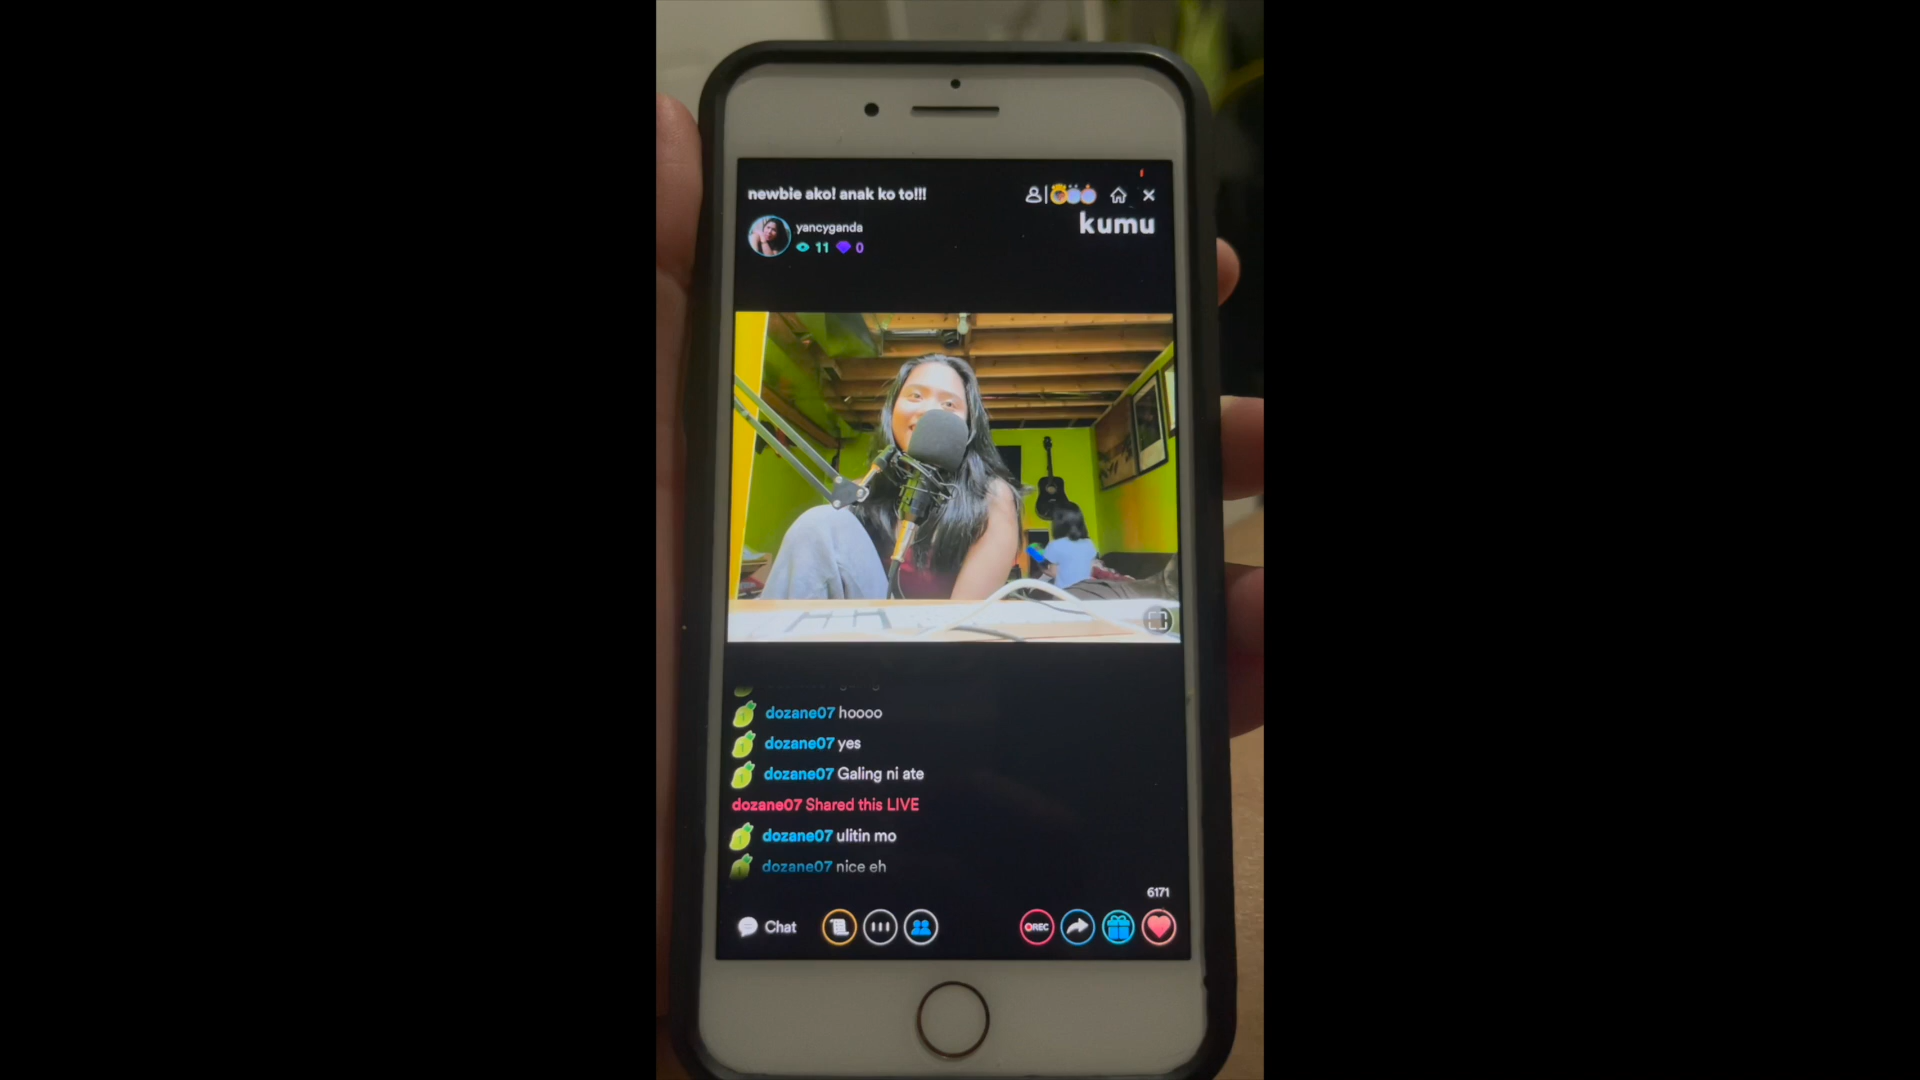 newbie ako! anak ko to!!!
kumu
yancyganda
11 0
dozane07 hoooo
dozane07 yes
dozane07 Galing ni ate
dozane07 Shared this LIVE
dozane07 ulitin mo
dozane07 nice eh
6171
Chat
REC